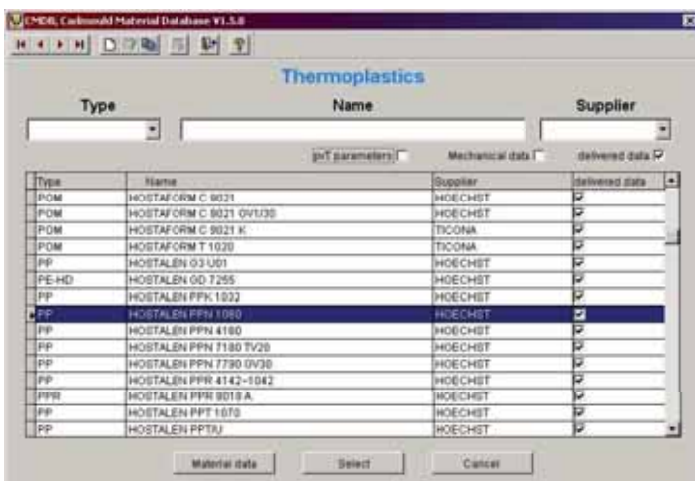 CMDB, Cadmould Material Database V1.5.0
Thermoplastics
Type Name Supplier
pvT parameters Mechanical data delivered data
Type Name Supplier delivered data
POM HOSTAFORM C 9021 HOECHST
POM HOSTAFORM C 9021 GV1/30 HOECHST
POM HOSTAFORM C 9021 K TICONA
POM HOSTAFORM T 1020 TICONA
PP HOSTALEN G3 U01 HOECHST
PE-HD HOSTALEN GD 7255 HOECHST
PP HOSTALEN PPK 1032 HOECHST
PP HOSTALEN PPN 1060 HOECHST
PP HOSTALEN PPN 4160 HOECHST
PP HOSTALEN PPN 7180 TV20 HOECHST
PP HOSTALEN PPN 7790 GV30 HOECHST
PP HOSTALEN PPR 4142-1042 HOECHST
PPR HOSTALEN PPR 9018 A HOECHST
PP HOSTALEN PPT 1070 HOECHST
PP HOSTALEN PPT/U HOECHST
Material data Select Cancel